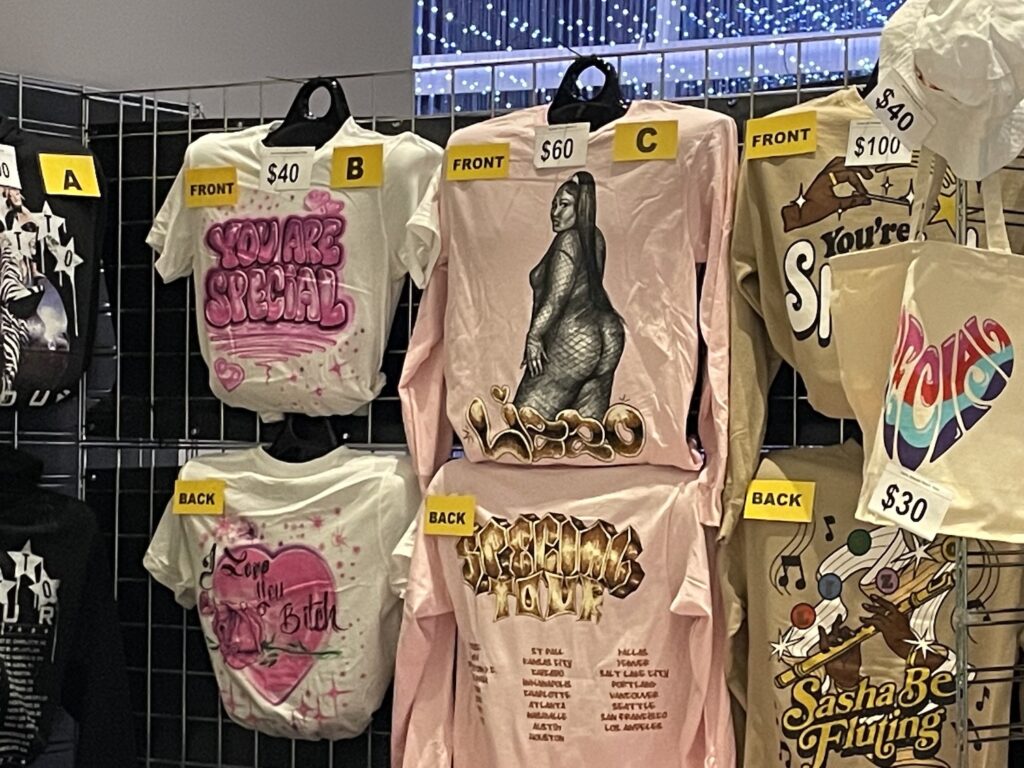 A
FRONT
$40
B
YOU ARE
SPECIAL
BACK
I Love
You
Bitch
FRONT
$60
C
LIZZO
BACK
SPECIAL
TOUR
ST PAUL
KANSAS CITY
CHICAGO
INDIANAPOLIS
CHARLOTTE
ATLANTA
NASHVILLE
AUSTIN
HOUSTON
DALLAS
DENVER
SALT LAKE CITY
PORTLAND
VANCOUVER
SEATTLE
SAN FRANCISCO
LOS ANGELES
FRONT
$100
$40
You're
$30
BACK
Sasha Be
Fluting